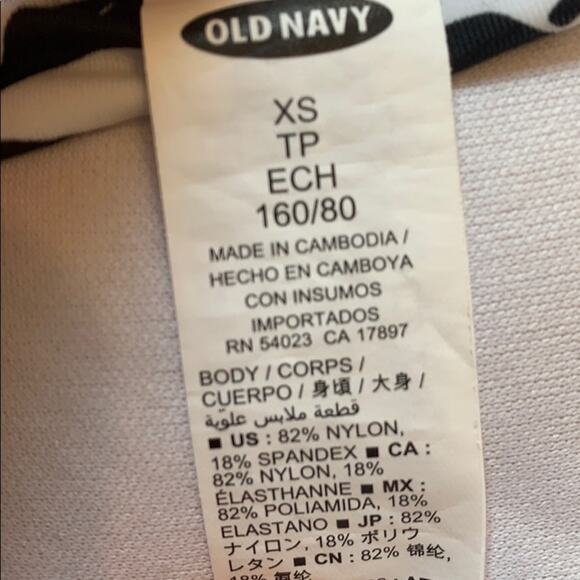 OLD NAVY
XS
TP
ECH
160/80
MADE IN CAMBODIA /
HECHO EN CAMBOYA
CON INSUMOS
IMPORTADOS
RN 54023 CA 17897
BODY / CORPS /
CUERPO / 身頃 / 大身 /
قطعة ملابس علوية
■ US : 82% NYLON,
18% SPANDEX ■ CA :
82% NYLON, 18%
ÉLASTHANNE ■ MX :
82% POLIAMIDA, 18%
ELASTANO ■ JP : 82%
ナイロン, 18% ポリウ
レタン ■ CN : 82% 锦纶,
18% 氨纶